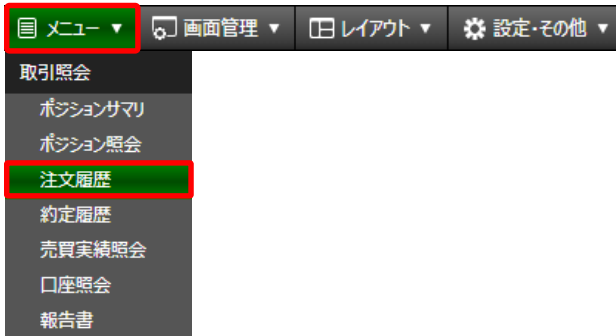 メニュー ▼ 画面管理 ▼ レイアウト ▼ 設定・その他 ▼
取引照会
ポジションサマリ
ポジション照会
注文履歴
約定履歴
売買実績照会
口座照会
報告書